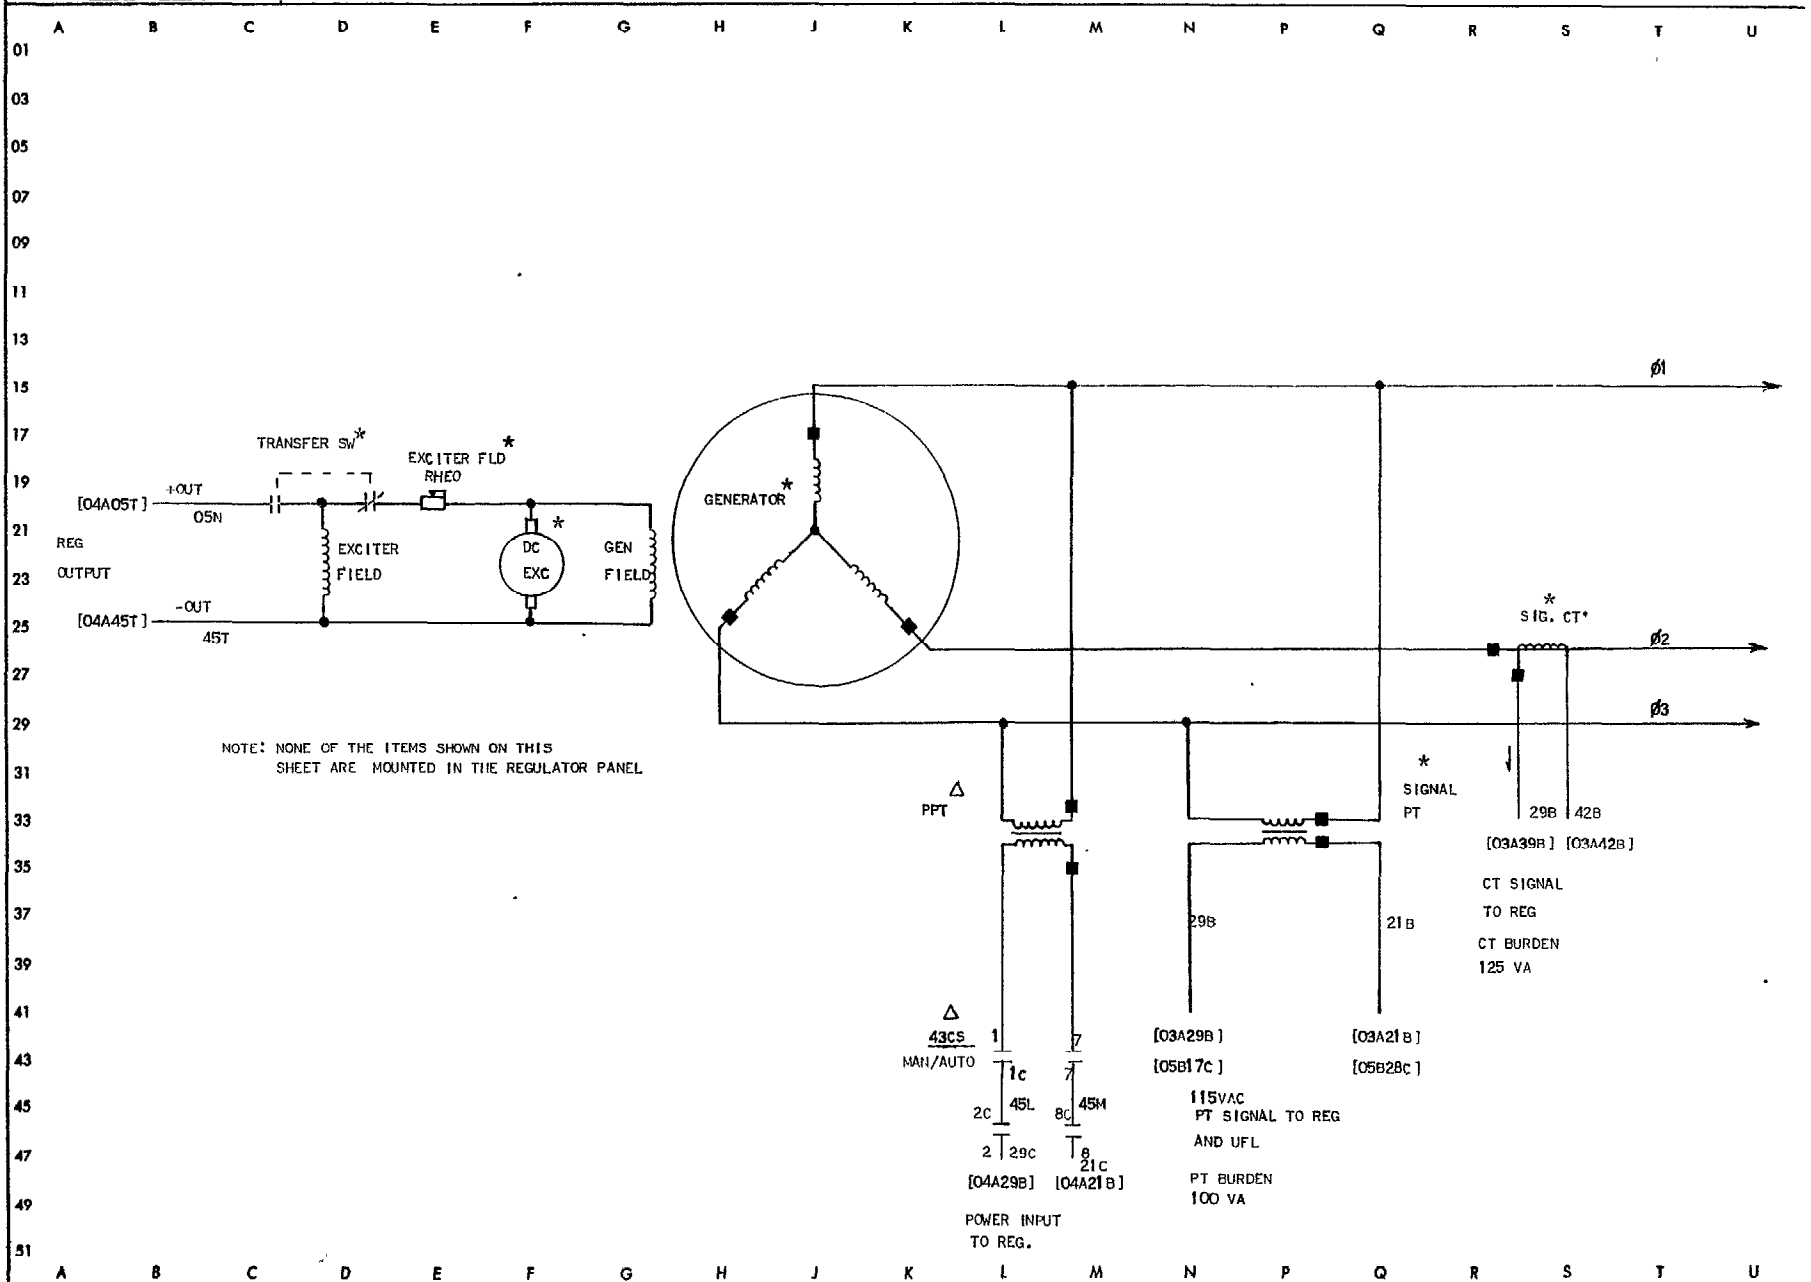 A B C D E F G H J K L M N P Q R S T U
01
03
05
07
09
11
13
15
17
19
21
23
25
27
29
31
33
35
37
39
41
43
45
47
49
51
ø1
TRANSFER SW*
EXCITER FLD*
RHEO
[04A05T]
+OUT
05N
REG
OUTPUT
EXCITER
FIELD
*
DC
EXC
GEN
FIELD
[04A45T]
-OUT
45T
GENERATOR*
*
SIG. CT*
ø2
ø3
NOTE: NONE OF THE ITEMS SHOWN ON THIS
SHEET ARE MOUNTED IN THE REGULATOR PANEL
PPT Δ
*
SIGNAL
PT
29B 42B
[03A39B] [03A42B]
CT SIGNAL
TO REG
CT BURDEN
125 VA
29B
21B
Δ
43CS
MAN/AUTO
1
7
1C
7
2C
45L
8C
45M
2
29C
8
21C
[04A29B] [04A21B]
POWER INPUT
TO REG.
[03A29B]
[05B17C]
[03A21B]
[05B28C]
115VAC
PT SIGNAL TO REG
AND UFL
PT BURDEN
100 VA
A B C D E F G H J K L M N P Q R S T U